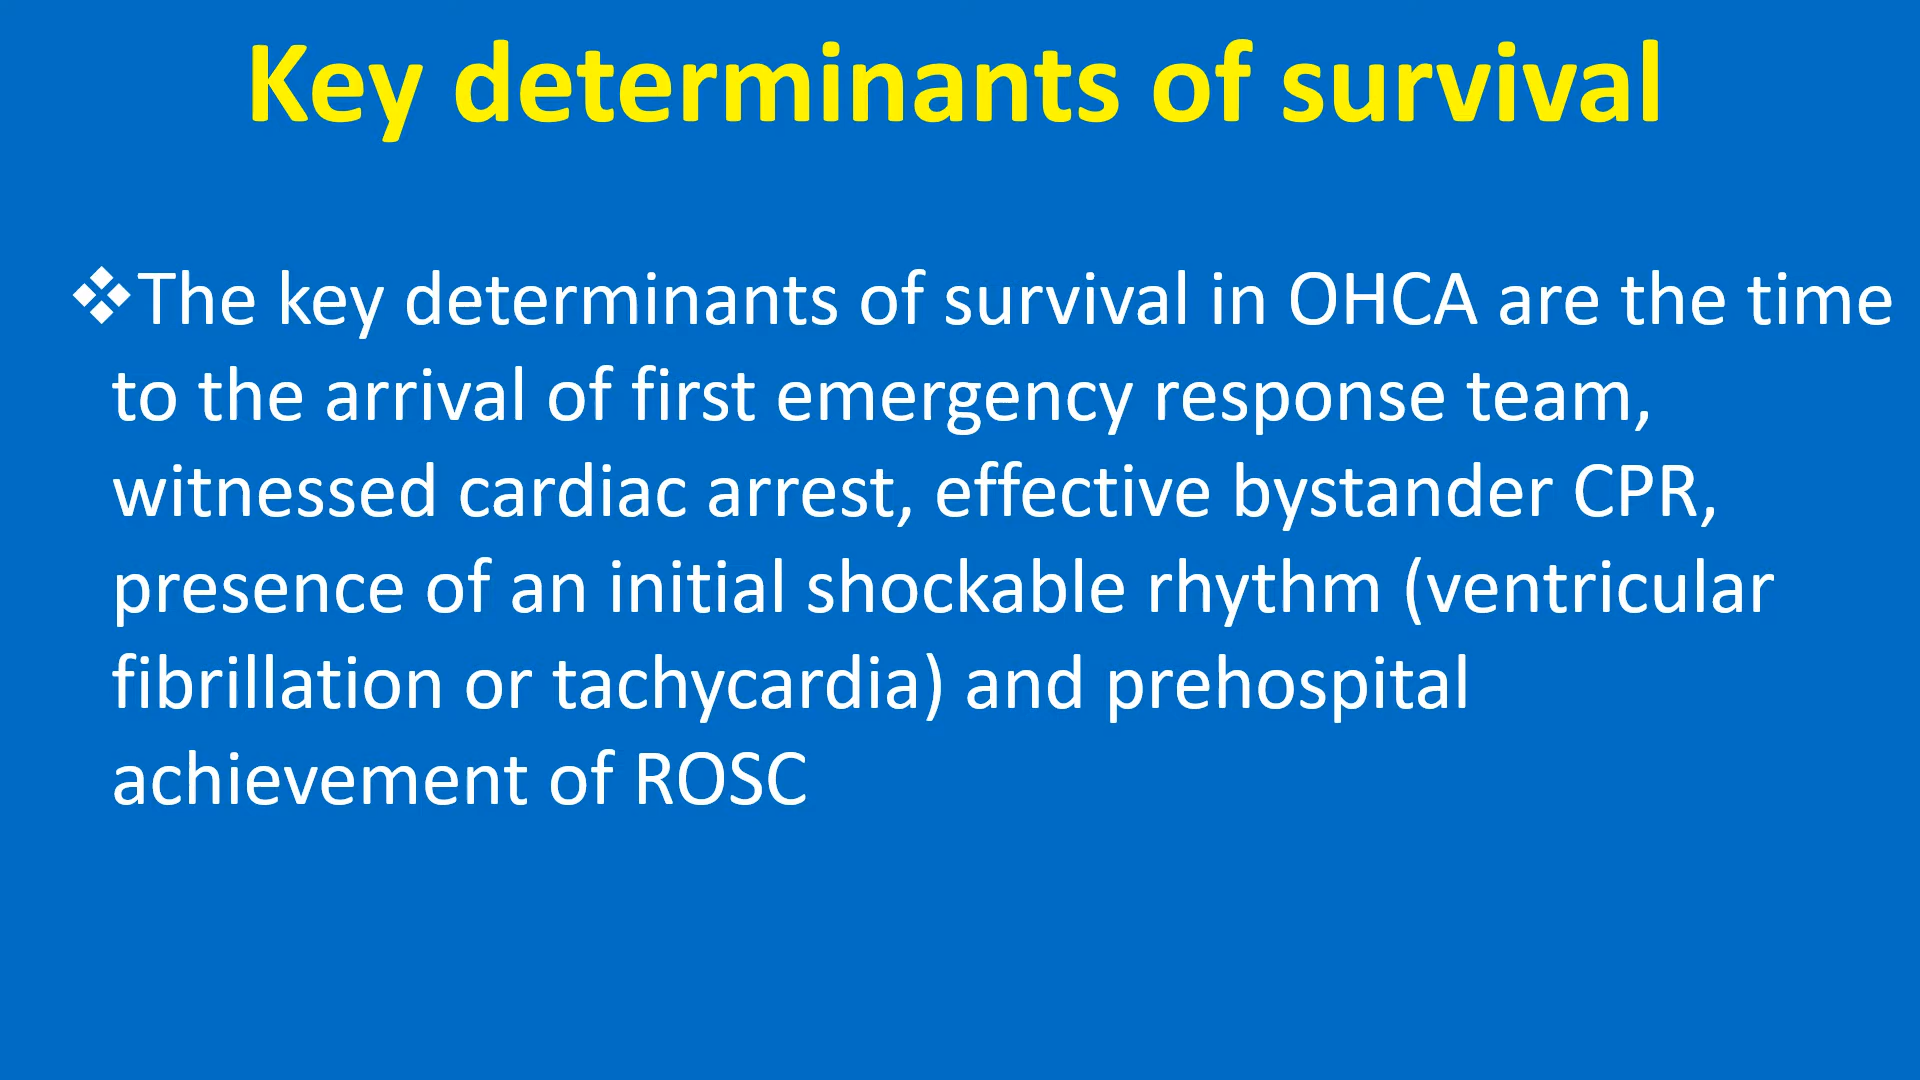 Key determinants of survival
❖The key determinants of survival in OHCA are the time
to the arrival of first emergency response team,
witnessed cardiac arrest, effective bystander CPR,
presence of an initial shockable rhythm (ventricular
fibrillation or tachycardia) and prehospital
achievement of ROSC